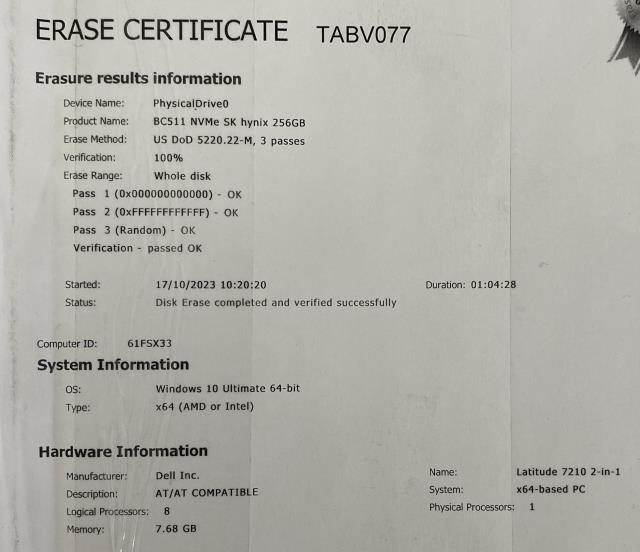 ERASE CERTIFICATE TABV077
Erasure results information
Device Name: PhysicalDrive0
Product Name: BC511 NVMe SK hynix 256GB
Erase Method: US DoD 5220.22-M, 3 passes
Verification: 100%
Erase Range: Whole disk
Pass 1 (0x000000000000) - OK
Pass 2 (0xFFFFFFFFFFFF) - OK
Pass 3 (Random) - OK
Verification - passed OK
Started: 17/10/2023 10:20:20 Duration: 01:04:28
Status: Disk Erase completed and verified successfully
Computer ID: 61FSX33
System Information
OS: Windows 10 Ultimate 64-bit
Type: x64 (AMD or Intel)
Hardware Information
Manufacturer: Dell Inc. Name: Latitude 7210 2-in-1
Description: AT/AT COMPATIBLE System: x64-based PC
Logical Processors: 8 Physical Processors: 1
Memory: 7.68 GB